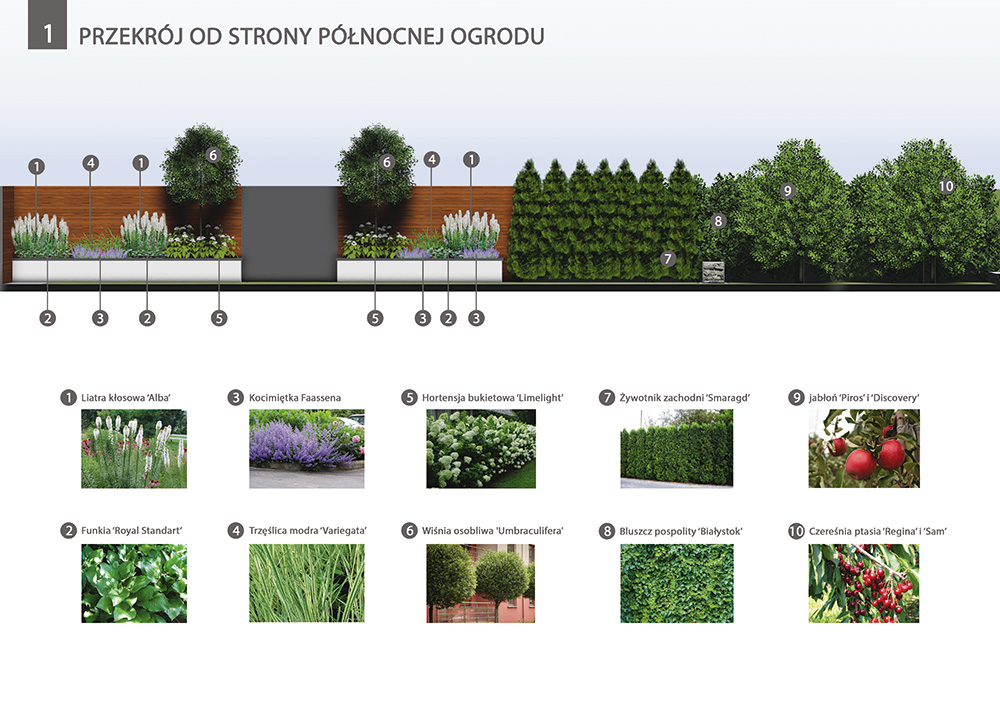 1 PRZEKRÓJ OD STRONY PÓŁNOCNEJ OGRODU
1 4 1 6 6 4 1 9 10
8
7
2 3 2 5 5 3 2 3
1 Liatra kłosowa ‘Alba’ 3 Kocimiętka Faassena 5 Hortensja bukietowa ‘Limelight’ 7 Żywotnik zachodni ‘Smaragd’ 9 jabłoń ‘Piros’ i ‘Discovery’
2 Funkia ‘Royal Standart’ 4 Trzęślica modra ‘Variegata’ 6 Wiśnia osobliwa 'Umbraculifera' 8 Bluszcz pospolity ‘Białystok’ 10 Czereśnia ptasia ‘Regina’ i ‘Sam’